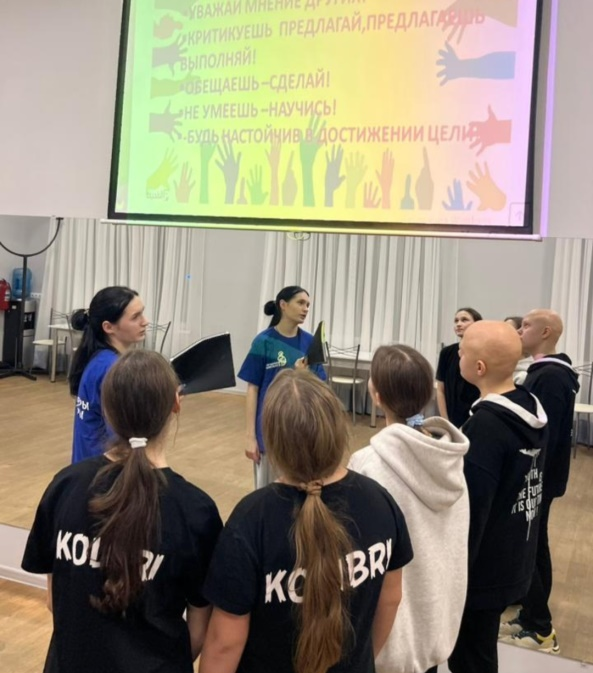 УВАЖАЙ МНЕНИЕ ДРУГИХ!
КРИТИКУЕШЬ ПРЕДЛАГАЙ,ПРЕДЛАГАЕШЬ
ВЫПОЛНЯЙ!
-ОБЕЩАЕШЬ –СДЕЛАЙ!
-НЕ УМЕЕШЬ –НАУЧИСЬ!
-БУДЬ НАСТОЙЧИВ В ДОСТИЖЕНИИ ЦЕЛИ
KOLIBRI
KOLIBRI